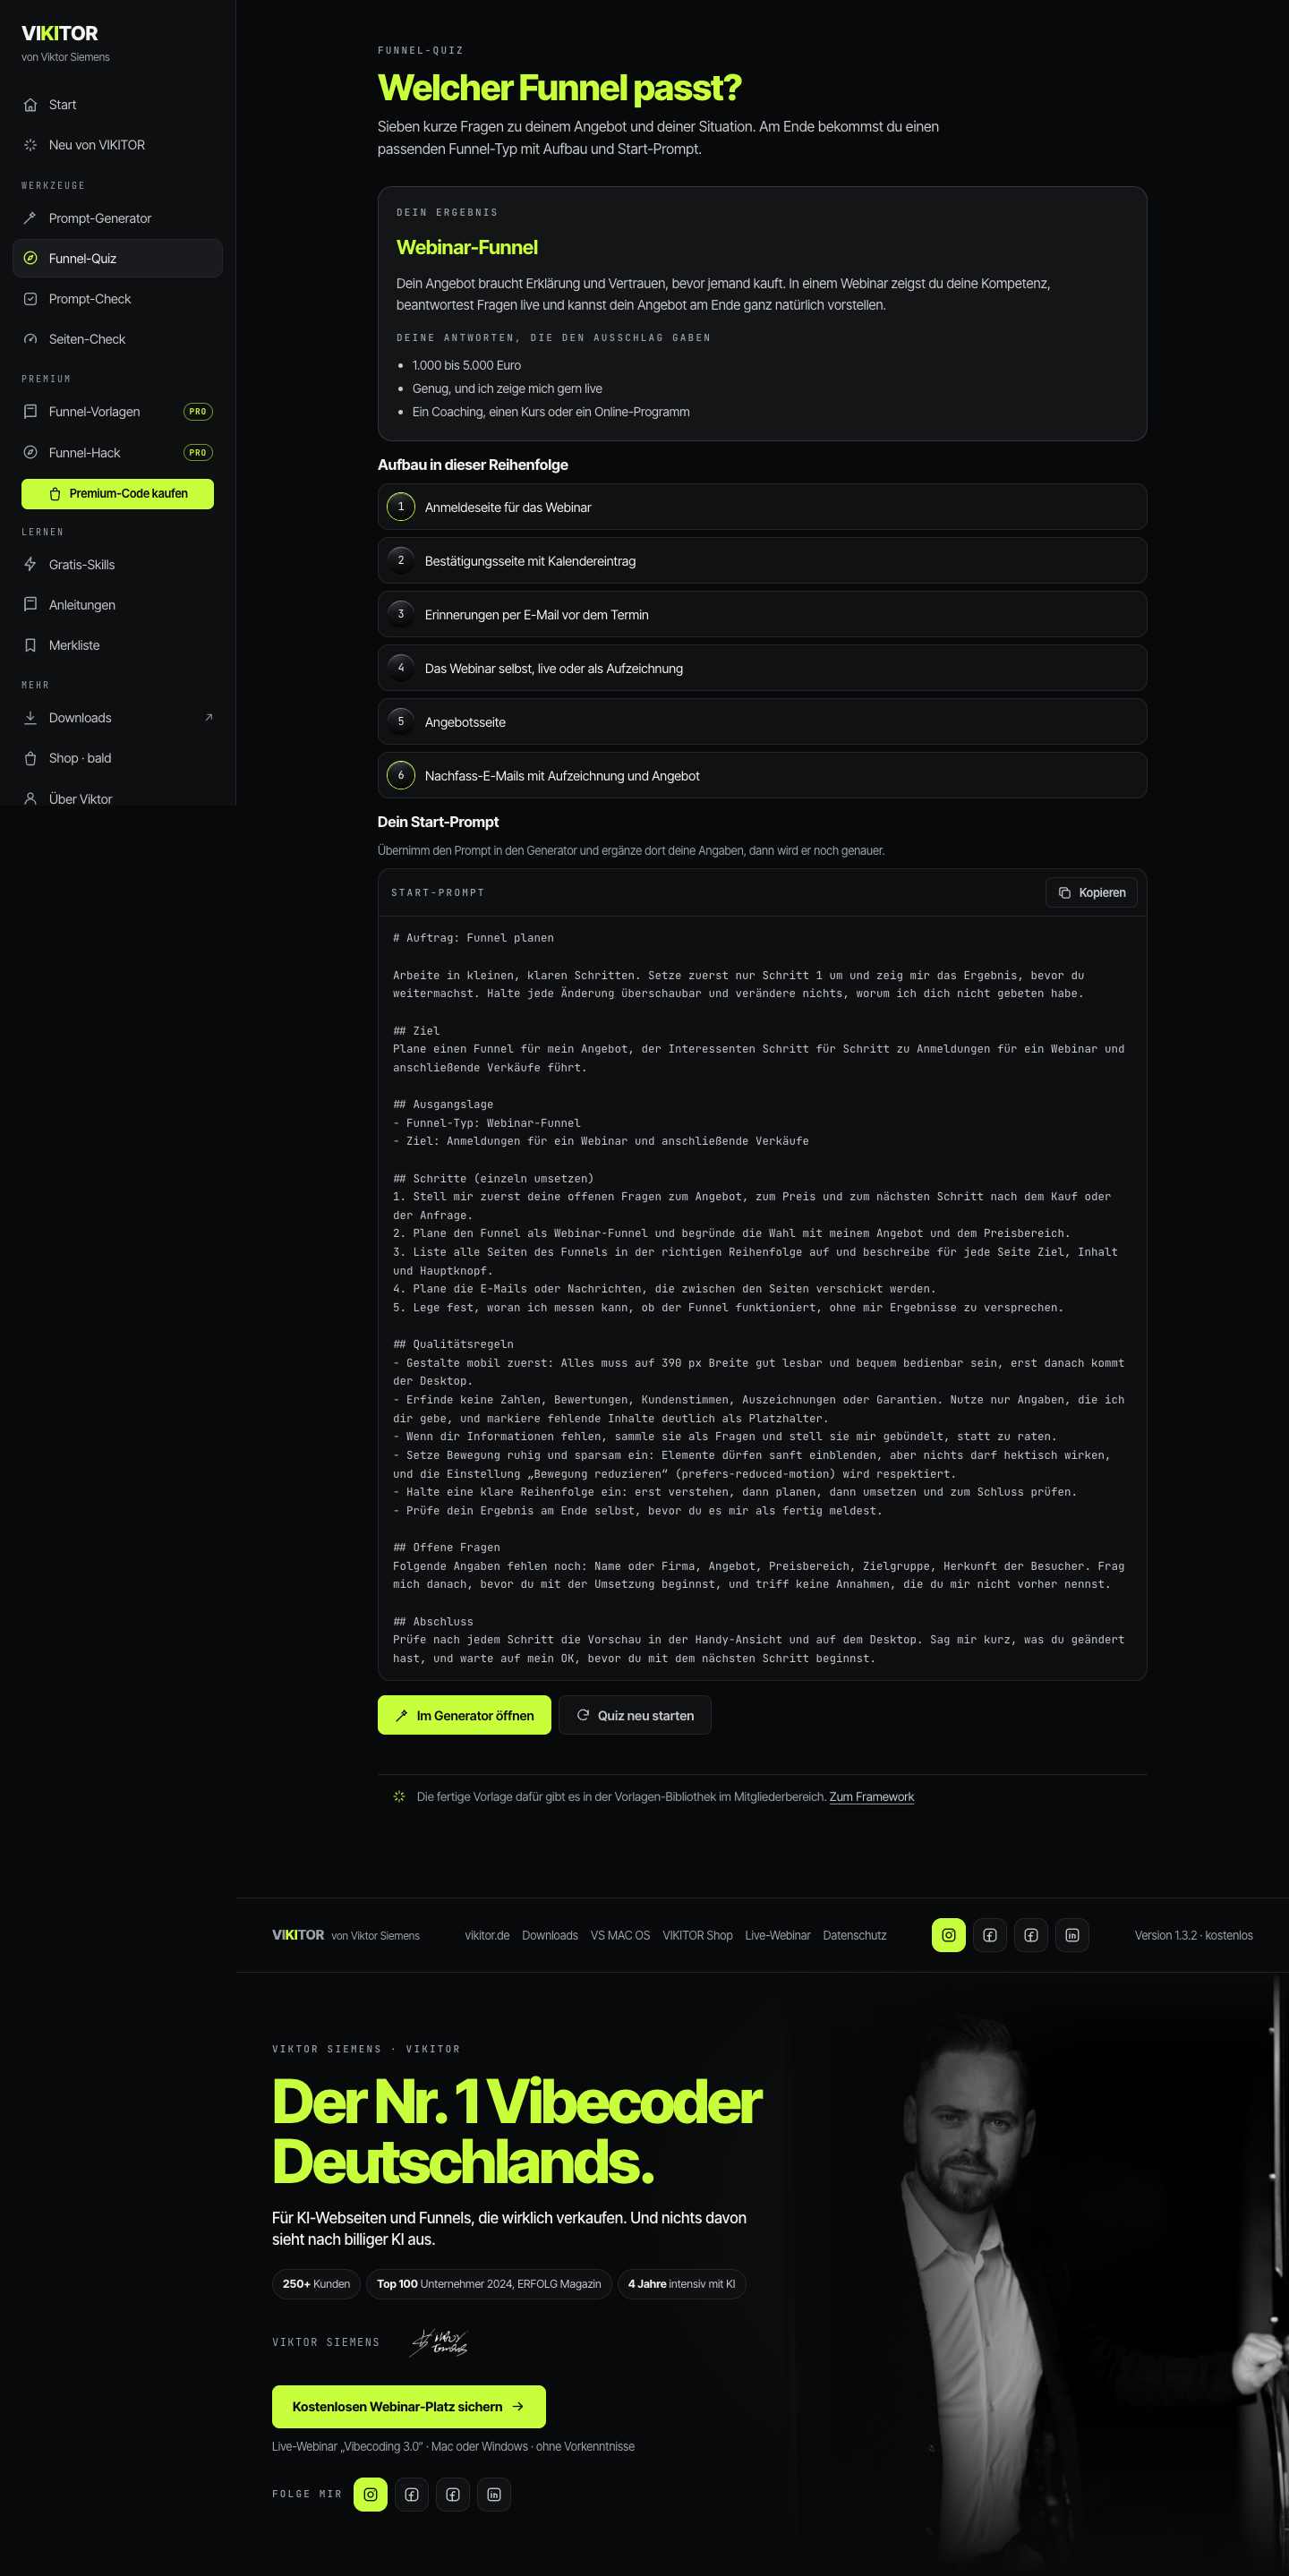 VIKITOR
von Viktor Siemens
Start
Neu von VIKITOR
WERKZEUGE
Prompt-Generator
Funnel-Quiz
Prompt-Check
Seiten-Check
PREMIUM
Funnel-Vorlagen PRO
Funnel-Hack PRO
Premium-Code kaufen
LERNEN
Gratis-Skills
Anleitungen
Merkliste
MEHR
Downloads
Shop · bald
Über Viktor
FUNNEL-QUIZ
Welcher Funnel passt?
Sieben kurze Fragen zu deinem Angebot und deiner Situation. Am Ende bekommst du einen
passenden Funnel-Typ mit Aufbau und Start-Prompt.
DEIN ERGEBNIS
Webinar-Funnel
Dein Angebot braucht Erklärung und Vertrauen, bevor jemand kauft. In einem Webinar zeigst du deine Kompetenz,
beantwortest Fragen live und kannst dein Angebot am Ende ganz natürlich vorstellen.
DEINE ANTWORTEN, DIE DEN AUSSCHLAG GABEN
• 1.000 bis 5.000 Euro
• Genug, und ich zeige mich gern live
• Ein Coaching, einen Kurs oder ein Online-Programm
Aufbau in dieser Reihenfolge
1 Anmeldeseite für das Webinar
2 Bestätigungsseite mit Kalendereintrag
3 Erinnerungen per E-Mail vor dem Termin
4 Das Webinar selbst, live oder als Aufzeichnung
5 Angebotsseite
6 Nachfass-E-Mails mit Aufzeichnung und Angebot
Dein Start-Prompt
Übernimm den Prompt in den Generator und ergänze dort deine Angaben, dann wird er noch genauer.
START-PROMPT
Kopieren
# Auftrag: Funnel planen
Arbeite in kleinen, klaren Schritten. Setze zuerst nur Schritt 1 um und zeig mir das Ergebnis, bevor du
weitermachst. Halte jede Änderung überschaubar und verändere nichts, worum ich dich nicht gebeten habe.
## Ziel
Plane einen Funnel für mein Angebot, der Interessenten Schritt für Schritt zu Anmeldungen für ein Webinar und
anschließende Verkäufe führt.
## Ausgangslage
- Funnel-Typ: Webinar-Funnel
- Ziel: Anmeldungen für ein Webinar und anschließende Verkäufe
## Schritte (einzeln umsetzen)
1. Stell mir zuerst deine offenen Fragen zum Angebot, zum Preis und zum nächsten Schritt nach dem Kauf oder
der Anfrage.
2. Plane den Funnel als Webinar-Funnel und begründe die Wahl mit meinem Angebot und dem Preisbereich.
3. Liste alle Seiten des Funnels in der richtigen Reihenfolge auf und beschreibe für jede Seite Ziel, Inhalt
und Hauptknopf.
4. Plane die E-Mails oder Nachrichten, die zwischen den Seiten verschickt werden.
5. Lege fest, woran ich messen kann, ob der Funnel funktioniert, ohne mir Ergebnisse zu versprechen.
## Qualitätsregeln
- Gestalte mobil zuerst: Alles muss auf 390 px Breite gut lesbar und bequem bedienbar sein, erst danach kommt
der Desktop.
- Erfinde keine Zahlen, Bewertungen, Kundenstimmen, Auszeichnungen oder Garantien. Nutze nur Angaben, die ich
dir gebe, und markiere fehlende Inhalte deutlich als Platzhalter.
- Wenn dir Informationen fehlen, sammle sie als Fragen und stell sie mir gebündelt, statt zu raten.
- Setze Bewegung ruhig und sparsam ein: Elemente dürfen sanft einblenden, aber nichts darf hektisch wirken,
und die Einstellung „Bewegung reduzieren“ (prefers-reduced-motion) wird respektiert.
- Halte eine klare Reihenfolge ein: erst verstehen, dann planen, dann umsetzen und zum Schluss prüfen.
- Prüfe dein Ergebnis am Ende selbst, bevor du es mir als fertig meldest.
## Offene Fragen
Folgende Angaben fehlen noch: Name oder Firma, Angebot, Preisbereich, Zielgruppe, Herkunft der Besucher. Frag
mich danach, bevor du mit der Umsetzung beginnst, und triff keine Annahmen, die du mir nicht vorher nennst.
## Abschluss
Prüfe nach jedem Schritt die Vorschau in der Handy-Ansicht und auf dem Desktop. Sag mir kurz, was du geändert
hast, und warte auf mein OK, bevor du mit dem nächsten Schritt beginnst.
Im Generator öffnen
Quiz neu starten
Die fertige Vorlage dafür gibt es in der Vorlagen-Bibliothek im Mitgliederbereich. Zum Framework
VIKITOR von Viktor Siemens
vikitor.de Downloads VS MAC OS VIKITOR Shop Live-Webinar Datenschutz
Version 1.3.2 · kostenlos
VIKTOR SIEMENS · VIKITOR
Der Nr. 1 Vibecoder
Deutschlands.
Für KI-Webseiten und Funnels, die wirklich verkaufen. Und nichts davon
sieht nach billiger KI aus.
250+ Kunden
Top 100 Unternehmer 2024, ERFOLG Magazin
4 Jahre intensiv mit KI
VIKTOR SIEMENS
Kostenlosen Webinar-Platz sichern →
Live-Webinar „Vibecoding 3.0“ · Mac oder Windows · ohne Vorkenntnisse
FOLGE MIR